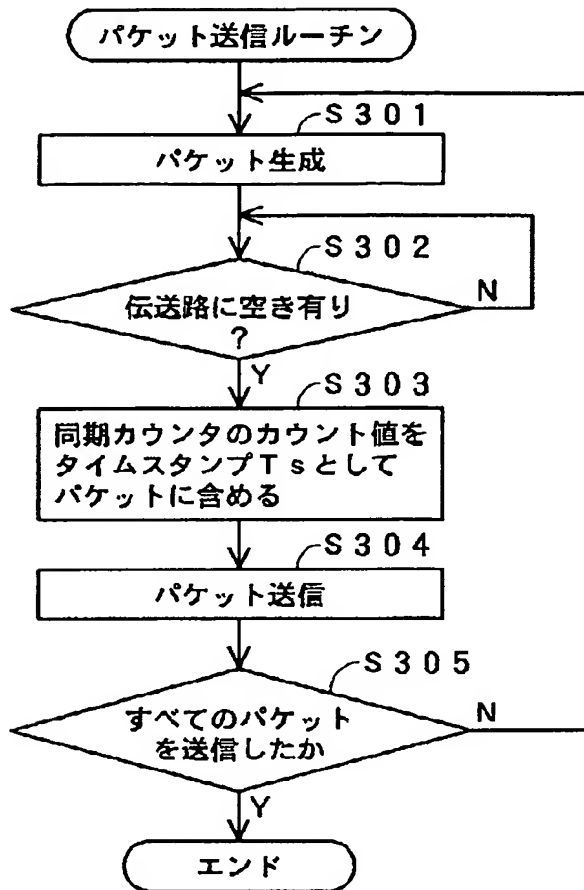 パケット送信ルーチン
S301
パケット生成
S302
伝送路に空き有り
?
N
Y
S303
同期カウンタのカウント値を
タイムスタンプTsとして
パケットに含める
S304
パケット送信
S305
すべてのパケット
を送信したか
N
Y
エンド